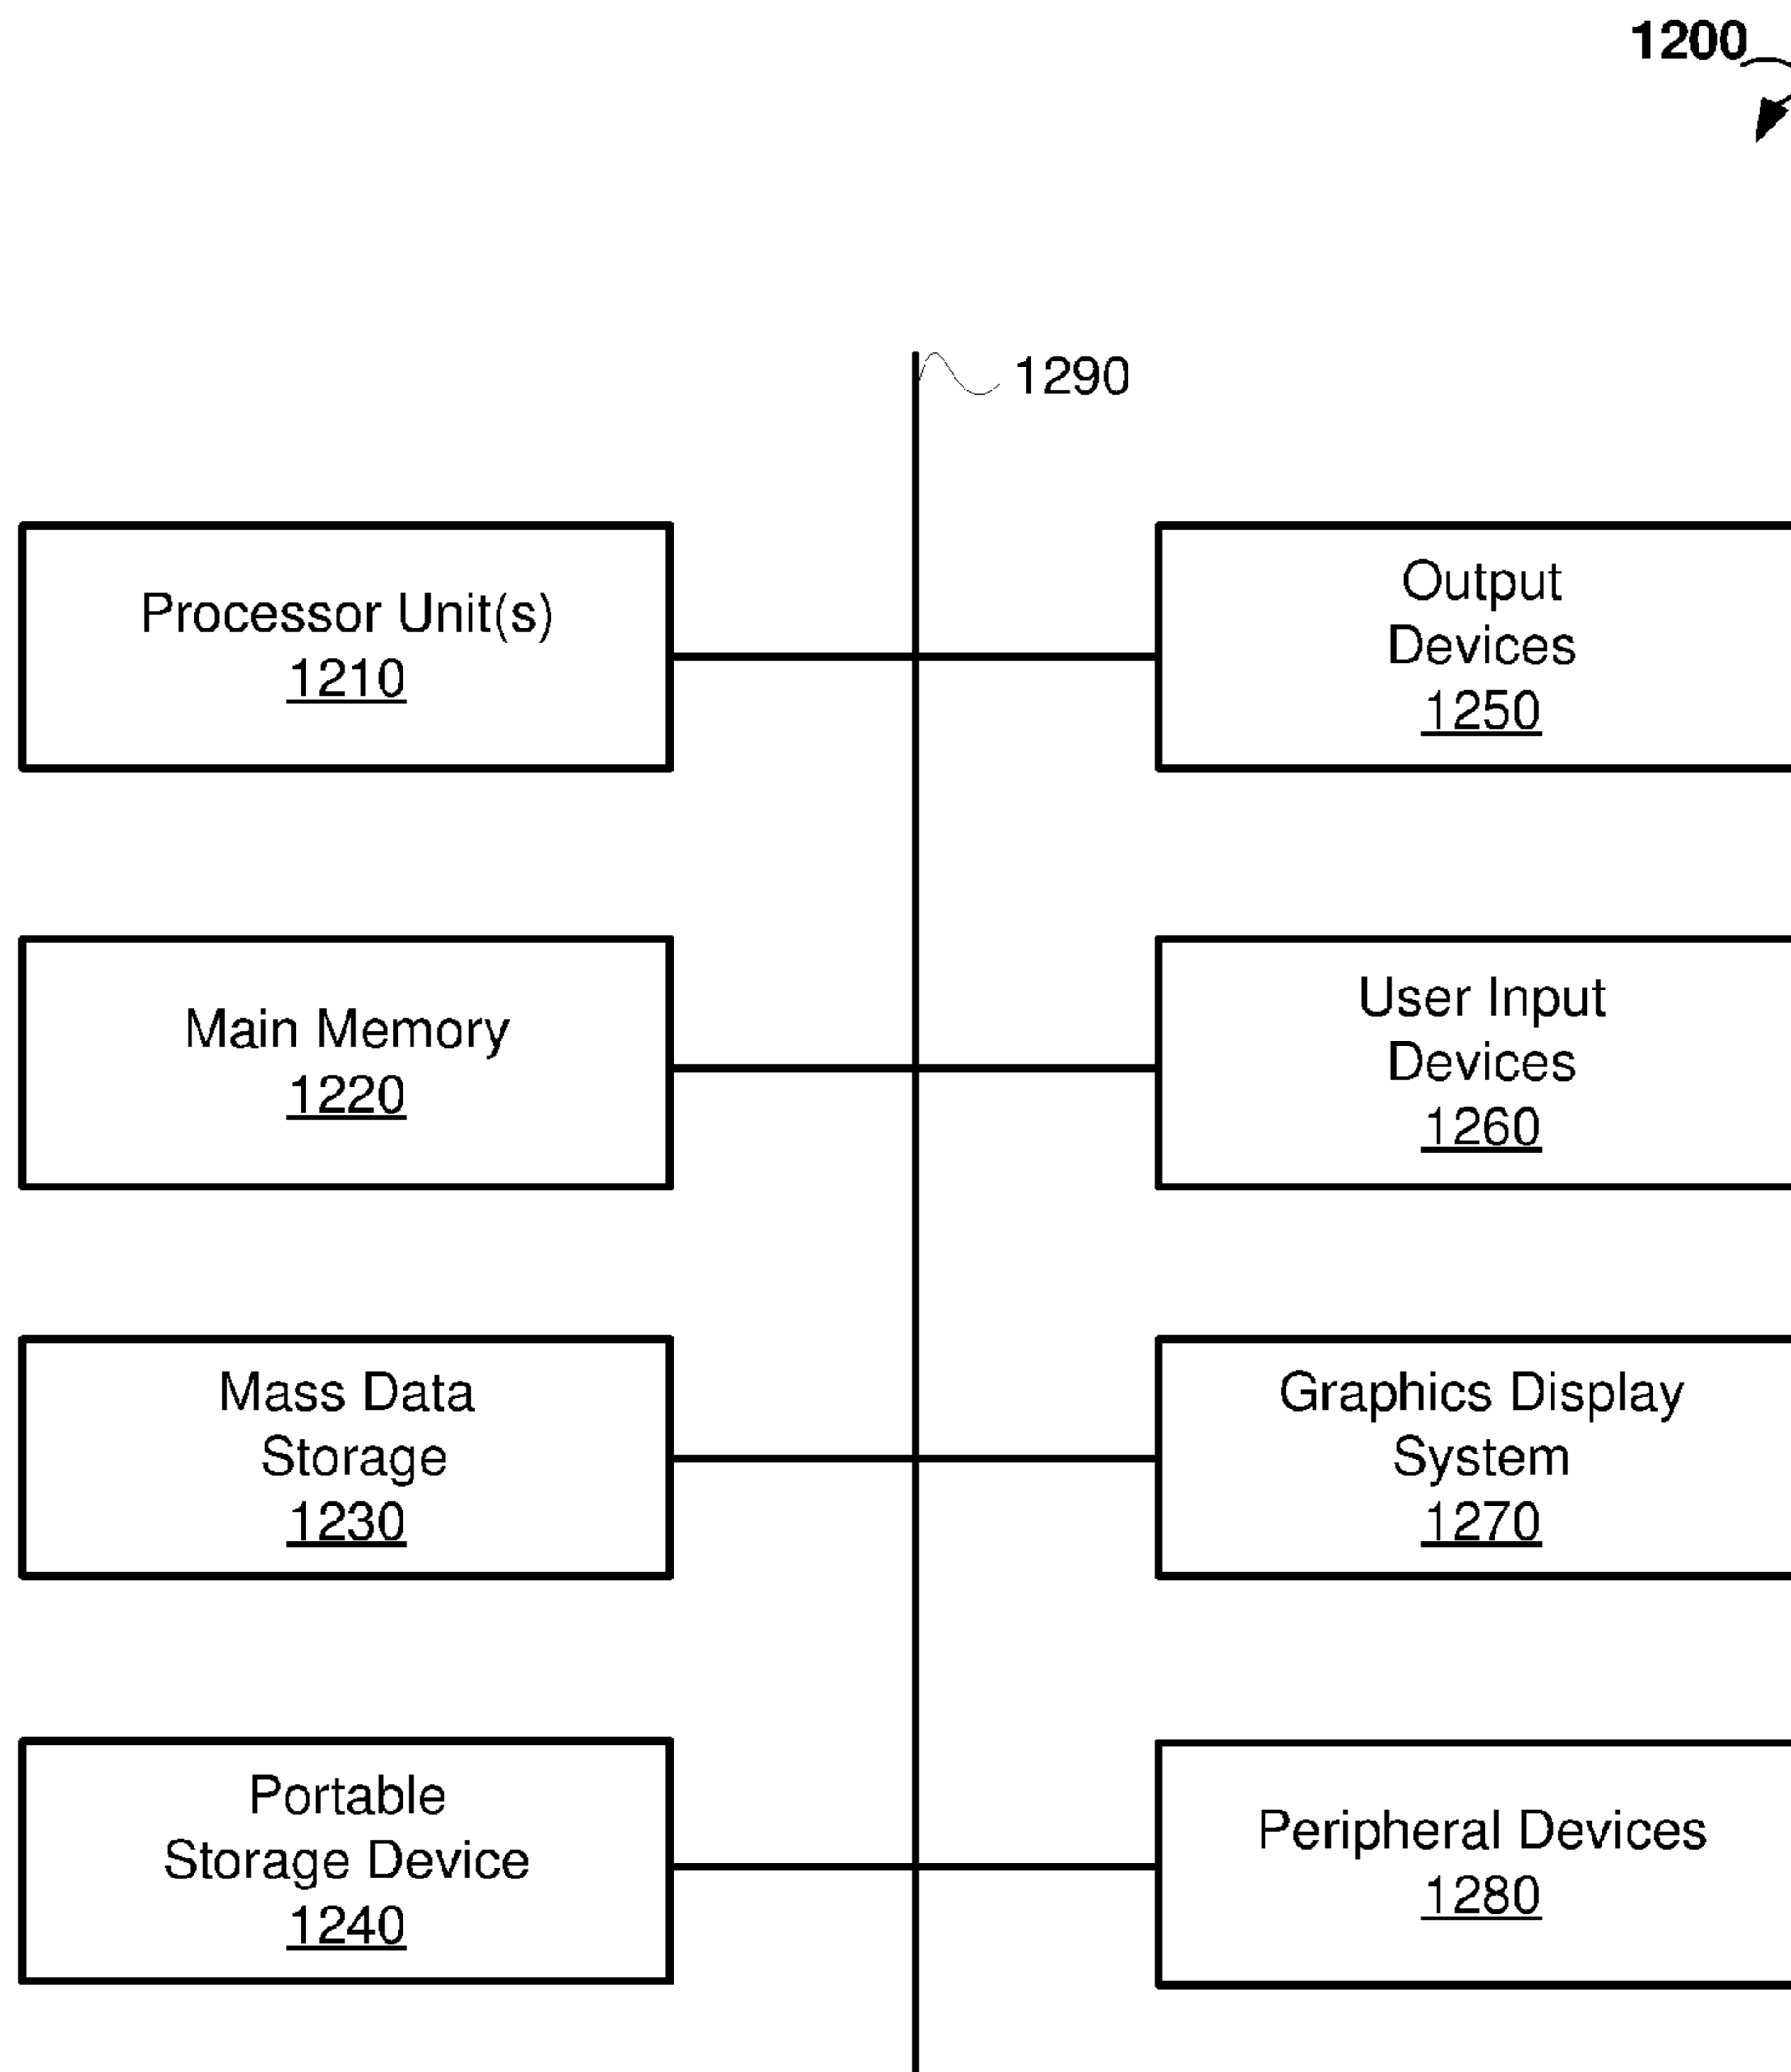 1200
1290
Processor Unit(s)
1210
Output
Devices
1250
Main Memory
1220
User Input
Devices
1260
Mass Data
Storage
1230
Graphics Display
System
1270
Portable
Storage Device
1240
Peripheral Devices
1280